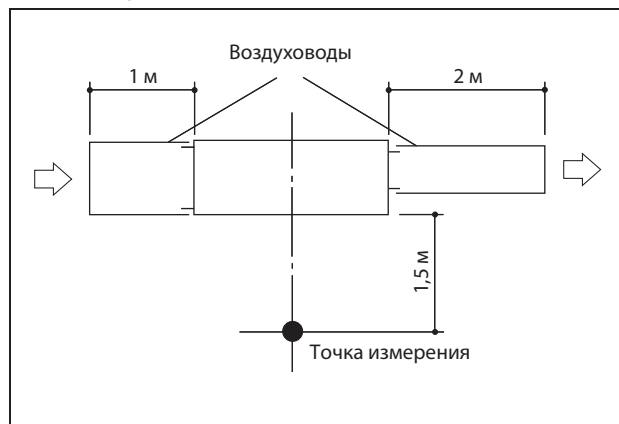 Воздуховоды
1 м
2 м
1,5 м
Точка измерения